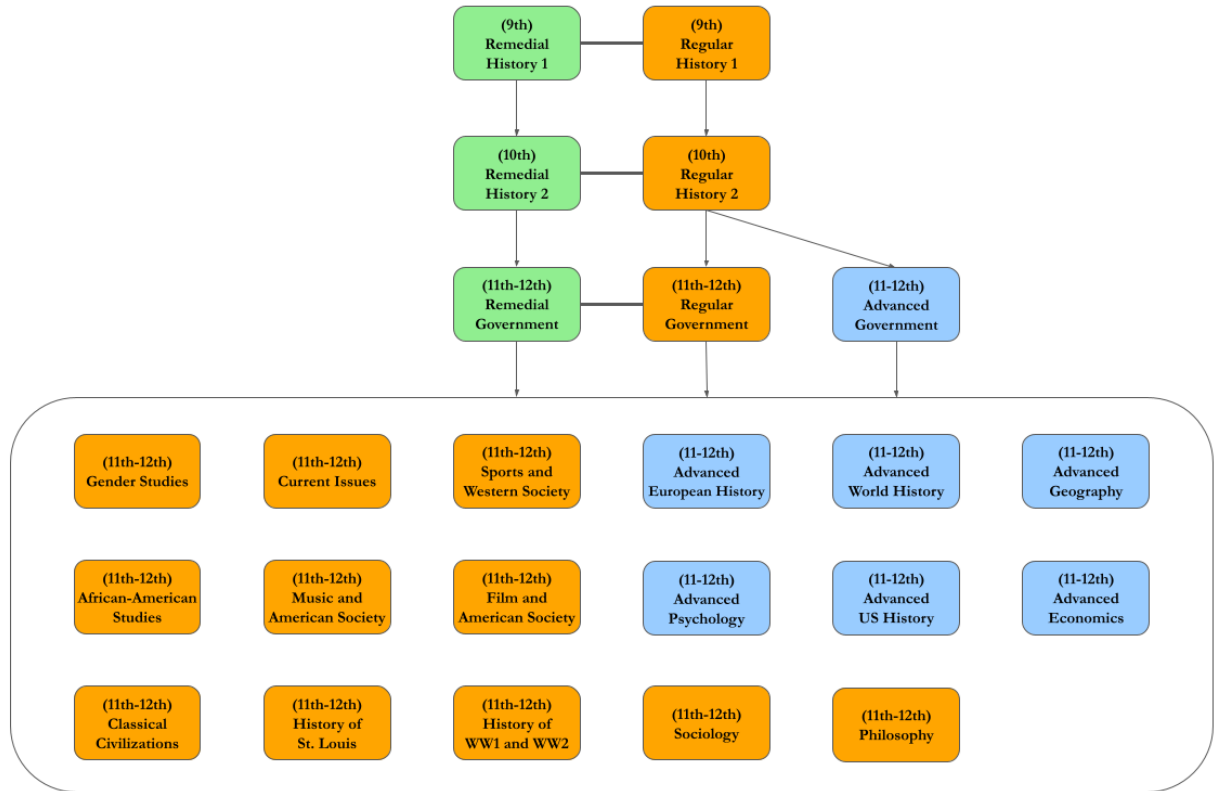 (9th)
Remedial
History 1
(9th)
Regular
History 1
(10th)
Remedial
History 2
(10th)
Regular
History 2
(11th-12th)
Remedial
Government
(11th-12th)
Regular
Government
(11-12th)
Advanced
Government
(11th-12th)
Gender Studies
(11th-12th)
Current Issues
(11th-12th)
Sports and
Western Society
(11-12th)
Advanced
European History
(11-12th)
Advanced
World History
(11-12th)
Advanced
Geography
(11th-12th)
African-American
Studies
(11th-12th)
Music and
American Society
(11th-12th)
Film and
American Society
(11-12th)
Advanced
Psychology
(11-12th)
Advanced
US History
(11-12th)
Advanced
Economics
(11th-12th)
Classical
Civilizations
(11th-12th)
History of
St. Louis
(11th-12th)
History of
WW1 and WW2
(11th-12th)
Sociology
(11th-12th)
Philosophy